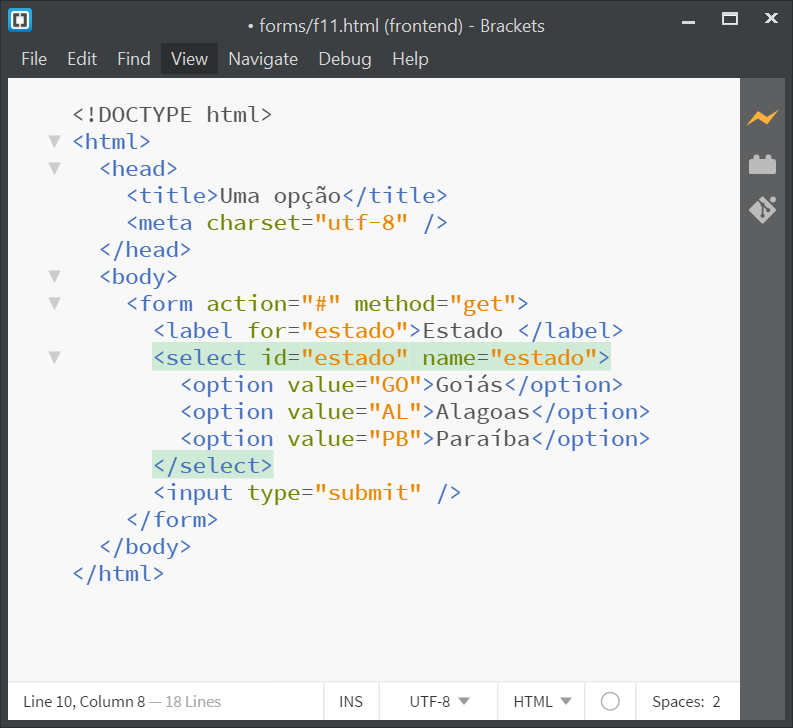 • forms/f11.html (frontend) - Brackets
File Edit Find View Navigate Debug Help
<!DOCTYPE html>
<html>
  <head>
    <title>Uma opção</title>
    <meta charset="utf-8" />
  </head>
  <body>
    <form action="#" method="get">
      <label for="estado">Estado </label>
      <select id="estado" name="estado">
        <option value="GO">Goiás</option>
        <option value="AL">Alagoas</option>
        <option value="PB">Paraíba</option>
      </select>
      <input type="submit" />
    </form>
  </body>
</html>
Line 10, Column 8 — 18 Lines INS UTF-8 HTML Spaces: 2